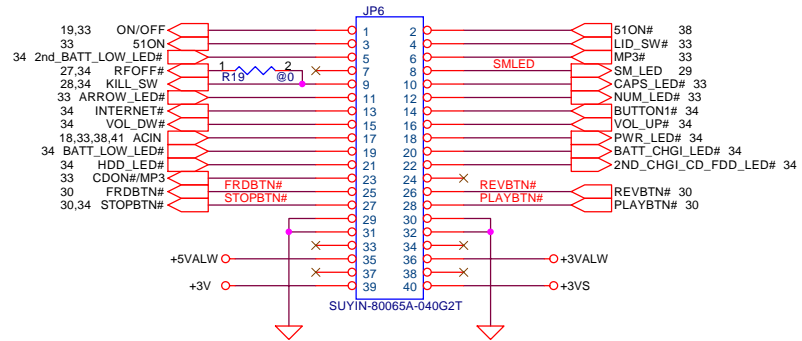 JP6
19,33 ON/OFF 1 2 51ON# 38
33 51ON 3 4 LID_SW# 33
34 2nd_BATT_LOW_LED# 5 6 MP3# 33
27,34 RFOFF# 1 2 7 8 SMLED SM_LED 29
R19 @0
28,34 KILL_SW 9 10 CAPS_LED# 33
33 ARROW_LED# 11 12 NUM_LED# 33
34 INTERNET# 13 14 BUTTON1# 34
34 VOL_DW# 15 16 VOL_UP# 34
18,33,38,41 ACIN 17 18 PWR_LED# 34
34 BATT_LOW_LED# 19 20 BATT_CHGI_LED# 34
34 HDD_LED# 21 22 2ND_CHGI_CD_FDD_LED# 34
33 CDON#/MP3 23 24
30 FRDBTN# FRDBTN# 25 26 REVBTN# REVBTN# 30
30,34 STOPBTN# STOPBTN# 27 28 PLAYBTN# PLAYBTN# 30
29 30
31 32
33 34
+5VALW 35 36 +3VALW
37 38
+3V 39 40 +3VS
SUYIN-80065A-040G2T